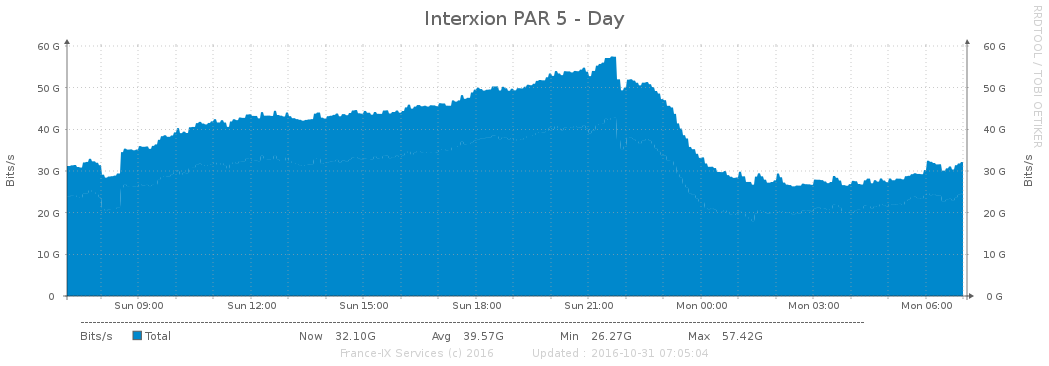 Interxion PAR 5 - Day
RRDTOOL / TOBI OETIKER
60 G 60 G
50 G 50 G
40 G 40 G
30 G 30 G
20 G 20 G
10 G 10 G
0 0 G
Bits/s
Bits/s
Sun 09:00 Sun 12:00 Sun 15:00 Sun 18:00 Sun 21:00 Mon 00:00 Mon 03:00 Mon 06:00
Bits/s Total Now 32.10G Avg 39.57G Min 26.27G Max 57.42G
France-IX Services (c) 2016 Updated : 2016-10-31 07:05:04